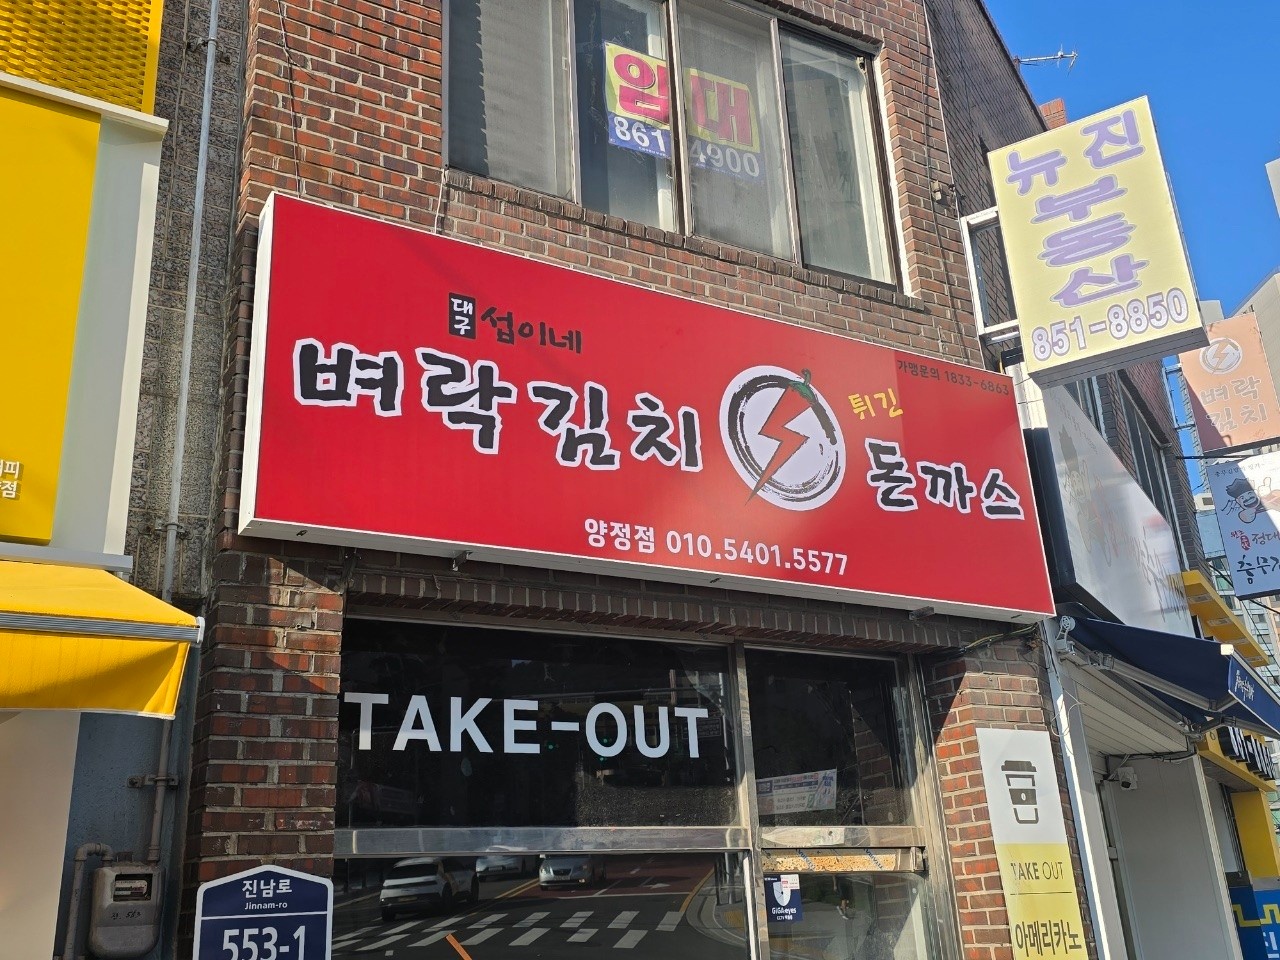 임대
861-4900
뉴진
부동산
851-8850
대구
섭이네
가맹문의 1833-6863
벼락김치
튀긴
돈까스
양정점 010.5401.5577
벼락
김치
TAKE-OUT
TAKE OUT
아메리카노
GiGAeyes
진남로
Jinnam-ro
553-1